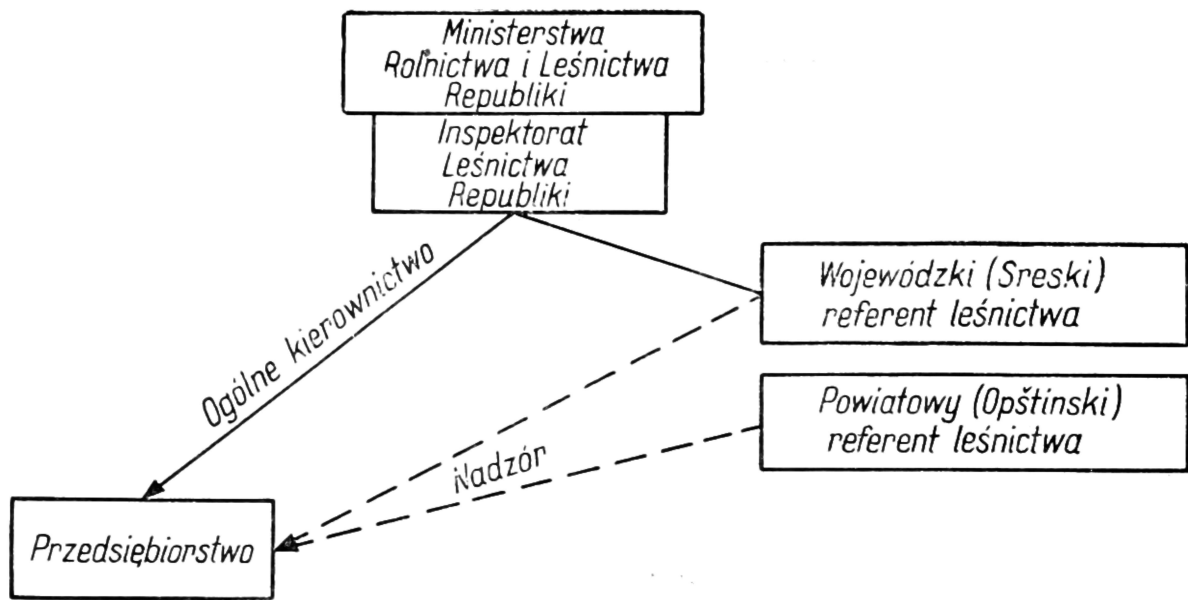 Ministerstwa
Rolnictwa i Leśnictwa
Republiki
Inspektorat
Leśnictwa
Republiki
Ogólne kierownictwo
Wojewódzki (Sreski)
referent leśnictwa
Powiatowy (Opštinski)
referent leśnictwa
Nadzór
Przedsiębiorstwo